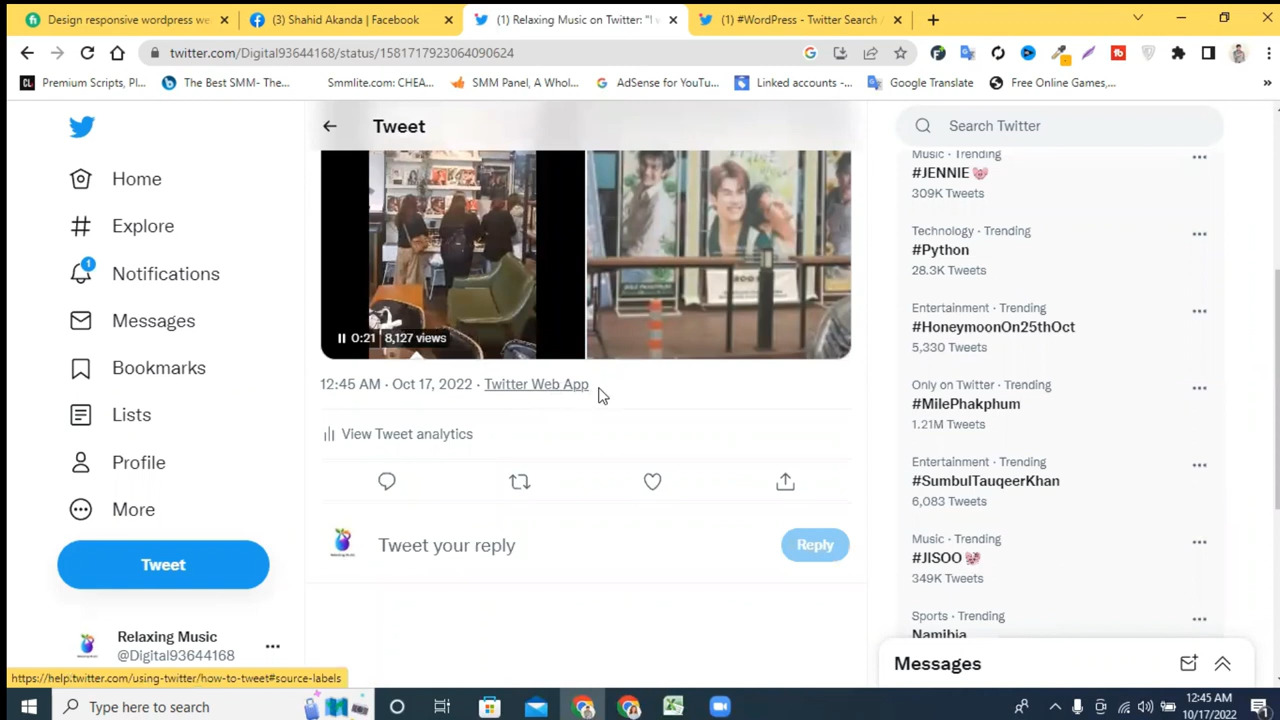 Design responsive wordpress we
(3) Shahid Akanda | Facebook
(1) Relaxing Music on Twitter: "I
(1) #WordPress - Twitter Search /
twitter.com/Digital93644168/status/1581717923064090624
Premium Scripts, Pl...
The Best SMM- The...
Smmlite.com: CHEA...
SMM Panel, A Whol...
AdSense for YouTu...
Linked accounts -...
Google Translate
Free Online Games,...
Home
Explore
1
Notifications
Messages
Bookmarks
Lists
Profile
More
Tweet
Relaxing Music
@Digital93644168
Tweet
0:21 8,127 views
12:45 AM · Oct 17, 2022 · Twitter Web App
View Tweet analytics
Tweet your reply
Reply
Search Twitter
Music · Trending
#JENNIE
309K Tweets
Technology · Trending
#Python
28.3K Tweets
Entertainment · Trending
#HoneymoonOn25thOct
5,330 Tweets
Only on Twitter · Trending
#MilePhakphum
1.21M Tweets
Entertainment · Trending
#SumbulTauqeerKhan
6,083 Tweets
Music · Trending
#JISOO
349K Tweets
Sports · Trending
Namibia
Messages
https://help.twitter.com/using-twitter/how-to-tweet#source-labels
Type here to search
12:45 AM
10/17/2022